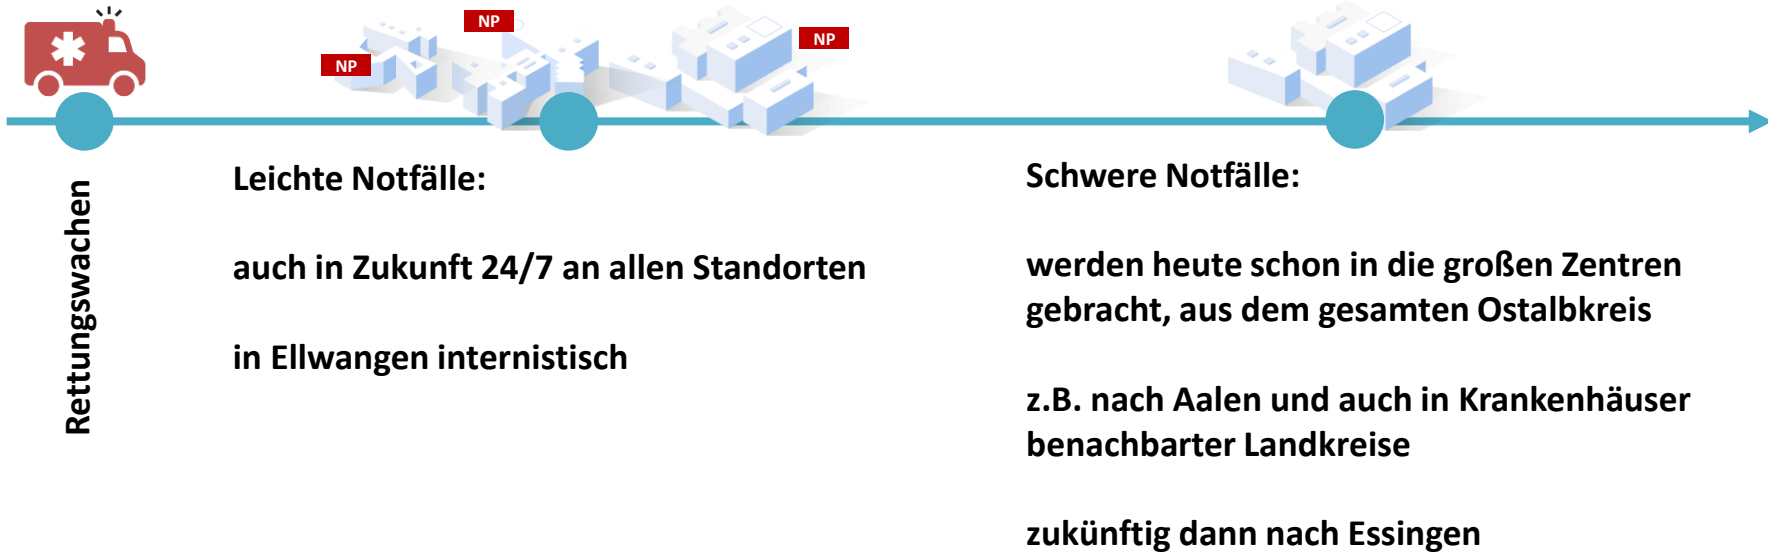 NP
NP
NP
Rettungswachen
Leichte Notfälle:
auch in Zukunft 24/7 an allen Standorten
in Ellwangen internistisch
Schwere Notfälle:
werden heute schon in die großen Zentren
gebracht, aus dem gesamten Ostalbkreis
z.B. nach Aalen und auch in Krankenhäuser
benachbarter Landkreise
zukünftig dann nach Essingen